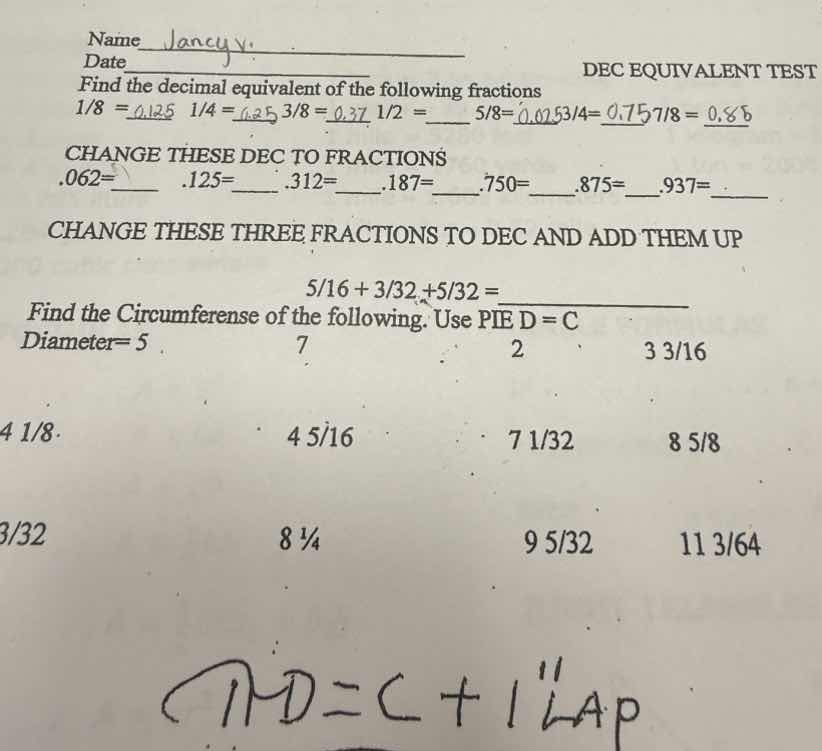 Name Jancy v.
Date
DEC EQUIVALENT TEST
Find the decimal equivalent of the following fractions
1/8 = 0.125 1/4 = 0.25 3/8 = 0.37 1/2 = 5/8= 0.025 3/4= 0.75 7/8 = 0.85
CHANGE THESE DEC TO FRACTIONS
.062= .125= .312= .187= .750= .875= .937=
CHANGE THESE THREE FRACTIONS TO DEC AND ADD THEM UP
5/16 + 3/32 +5/32 =
Find the Circumferense of the following. Use PIE D = C
Diameter= 5 7 2 3 3/16
4 1/8 4 5/16 7 1/32 8 5/8
3/32 8 ¼ 9 5/32 11 3/64
πD = C + 1" LAP